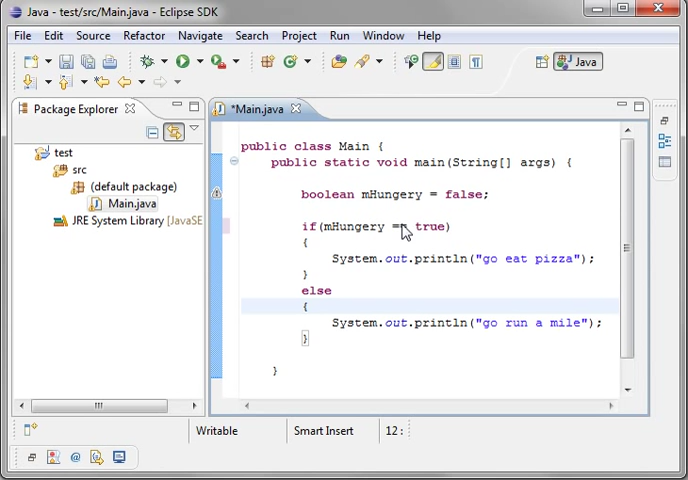 Java - test/src/Main.java - Eclipse SDK
File Edit Source Refactor Navigate Search Project Run Window Help
Java
Package Explorer
*Main.java
test
src
(default package)
Main.java
JRE System Library [JavaSE
public class Main {
public static void main(String[] args) {
boolean mHungery = false;
if(mHungery == true)
{
System.out.println("go eat pizza");
}
else
{
System.out.println("go run a mile");
}
}
Writable Smart Insert 12 :